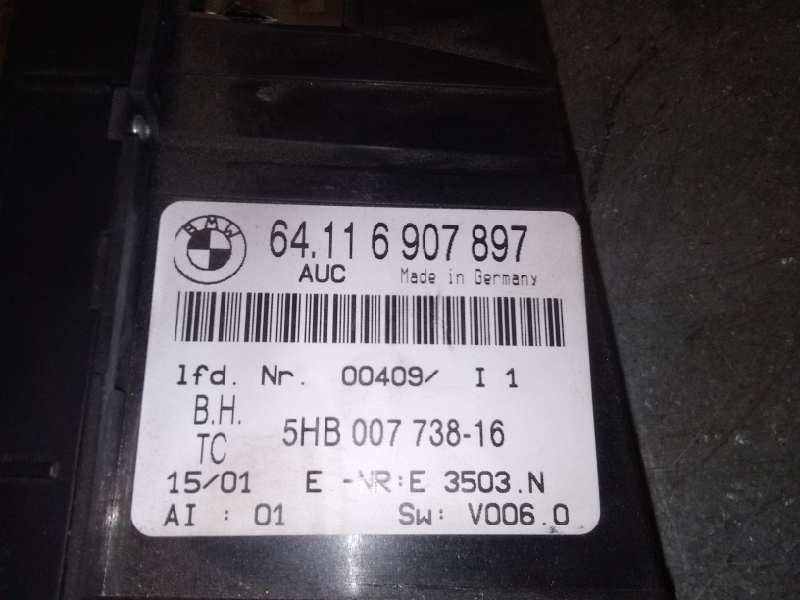 BMW
64.11 6 907 897
AUC Made in Germany
lfd. Nr. 00409/ I 1
B.H.
TC 5HB 007 738-16
15/01 E -NR:E 3503.N
AI : 01 Sw: V006.0